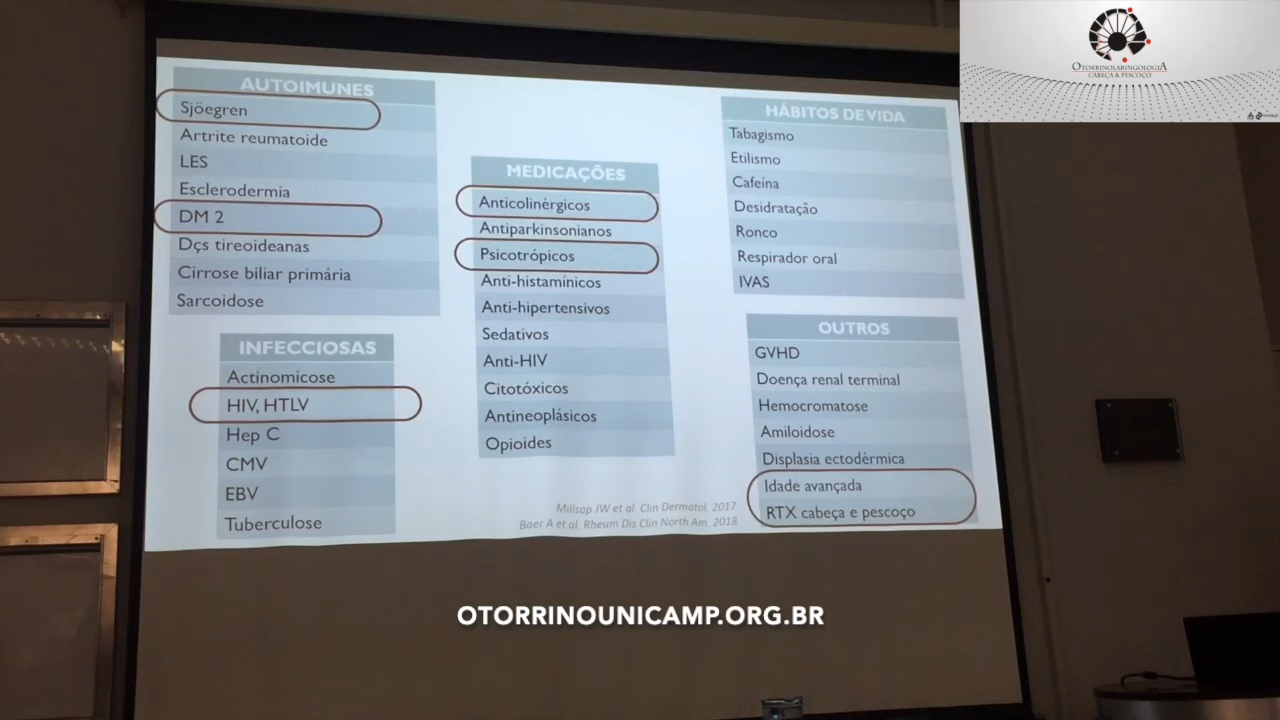 AUTOIMUNES
Sjöegren
Artrite reumatoide
LES
Esclerodermia
DM 2
Dçs tireoideanas
Cirrose biliar primária
Sarcoidose
INFECCIOSAS
Actinomicose
HIV, HTLV
Hep C
CMV
EBV
Tuberculose
MEDICAÇÕES
Anticolinérgicos
Antiparkinsonianos
Psicotrópicos
Anti-histamínicos
Anti-hipertensivos
Sedativos
Anti-HIV
Citotóxicos
Antineoplásicos
Opioides
HÁBITOS DE VIDA
Tabagismo
Etilismo
Cafeína
Desidratação
Ronco
Respirador oral
IVAS
OUTROS
GVHD
Doença renal terminal
Hemocromatose
Amiloidose
Displasia ectodérmica
Idade avançada
RTX cabeça e pescoço
Millsop JW et al. Clin Dermatol. 2017
Baer A et al. Rheum Dis Clin North Am. 2018
OTORRINOLARINGOLOGIA
CABEÇA & PESCOÇO
OTORRINOUNICAMP.ORG.BR